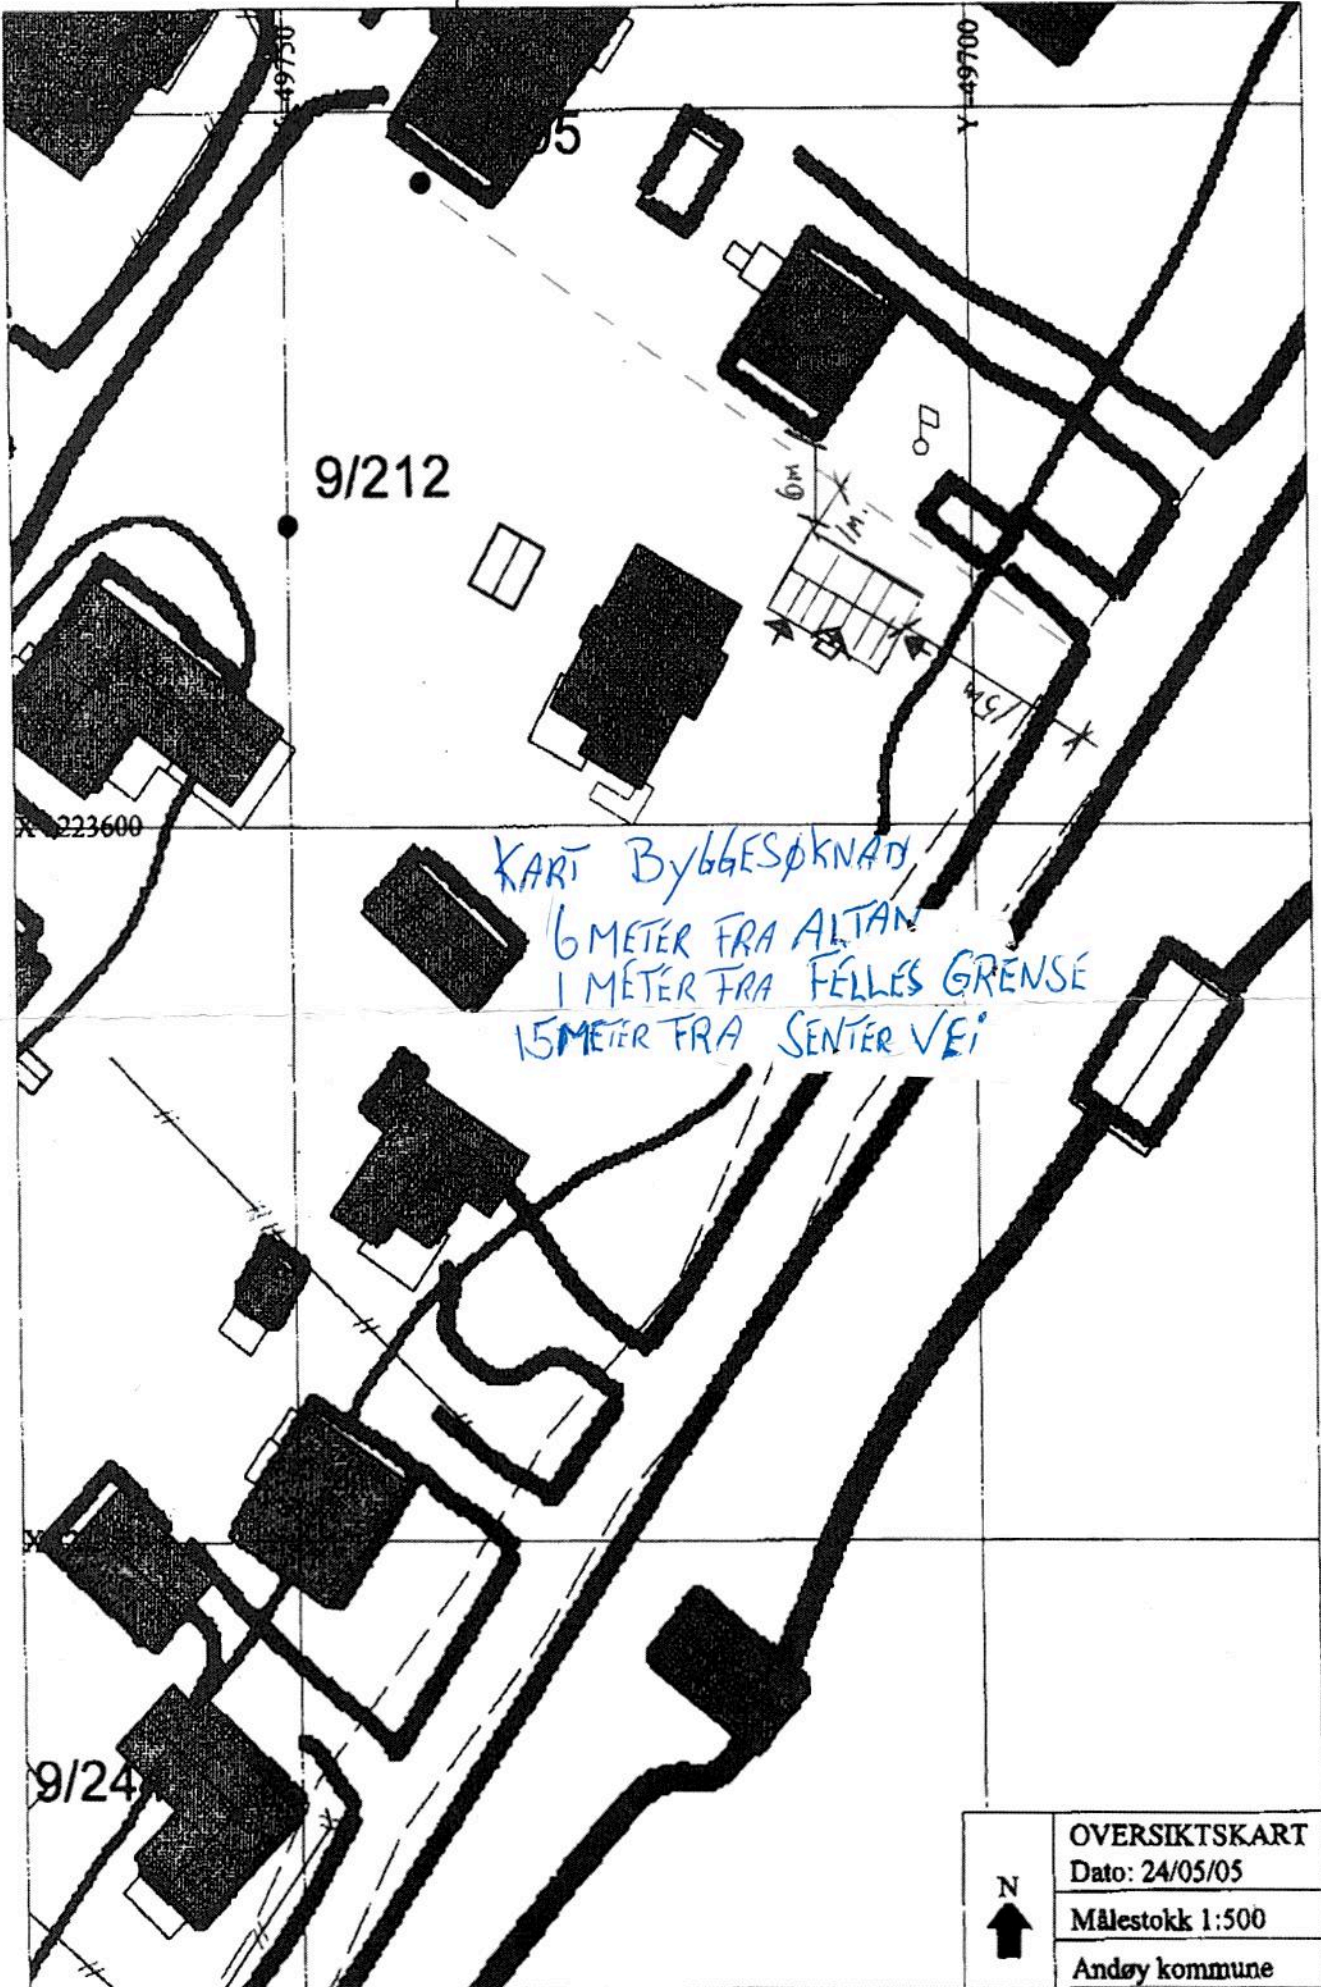 49750
Y-49700
05
9/212
6m
1m.
15m
X 223600
KART BYGGESØKNAD
6 METER FRA ALTAN
1 METER FRA FELLES GRENSE
15 METER FRA SENTER VEi
9/24
OVERSIKTSKART
Dato: 24/05/05
N
Målestokk 1:500
Andøy kommune